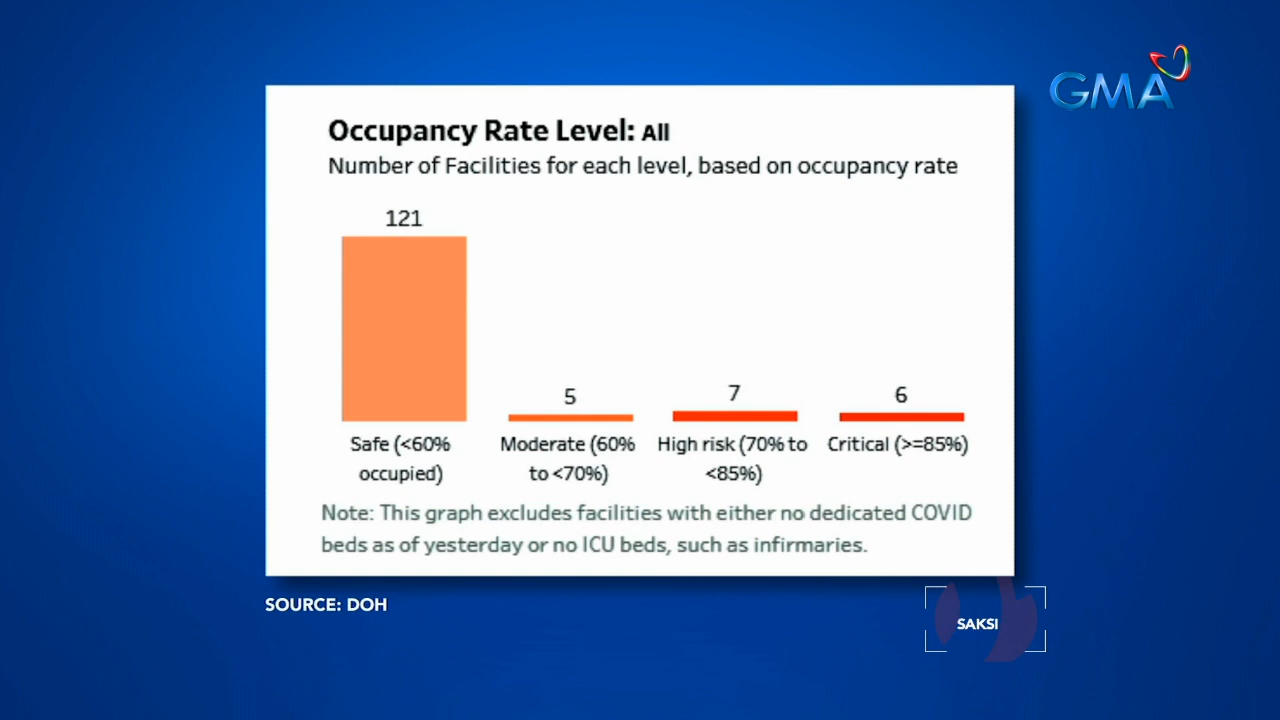 GMA
Occupancy Rate Level: All
Number of Facilities for each level, based on occupancy rate
121
5
7
6
Safe (<60%
occupied)
Moderate (60%
to <70%)
High risk (70% to
<85%)
Critical (>=85%)
Note: This graph excludes facilities with either no dedicated COVID
beds as of yesterday or no ICU beds, such as infirmaries.
SOURCE: DOH
SAKSI